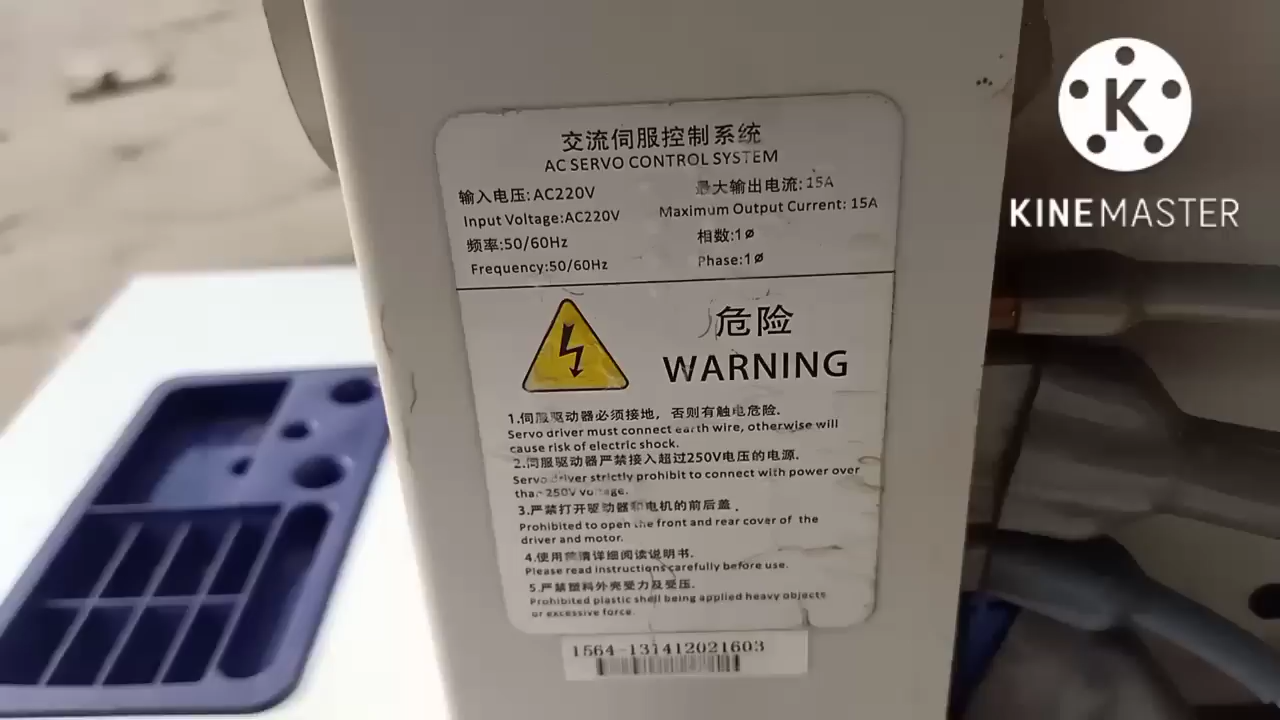 交流伺服控制系统
AC SERVO CONTROL SYSTEM
输入电压:AC220V
最大输出电流: 15A
Input Voltage:AC220V
Maximum Output Current: 15A
频率:50/60Hz
相数:1ø
Frequency:50/60Hz
Phase:1ø
危险
WARNING
1.伺服驱动器必须接地，否则有触电危险.
Servo driver must connect earth wire, otherwise will
cause risk of electric shock.
2.伺服驱动器严禁接入超过250V电压的电源.
Servo driver strictly prohibit to connect with power over
than 250V voltage.
3.严禁打开驱动器和电机的前后盖.
Prohibited to open the front and rear cover of the
driver and motor.
4.使用前请详细阅读说明书.
Please read instructions carefully before use.
5.严禁塑料外壳受力及受压.
Prohibited plastic shell being applied heavy objects
or excessive force.
1564-131412021603
K
KINEMASTER